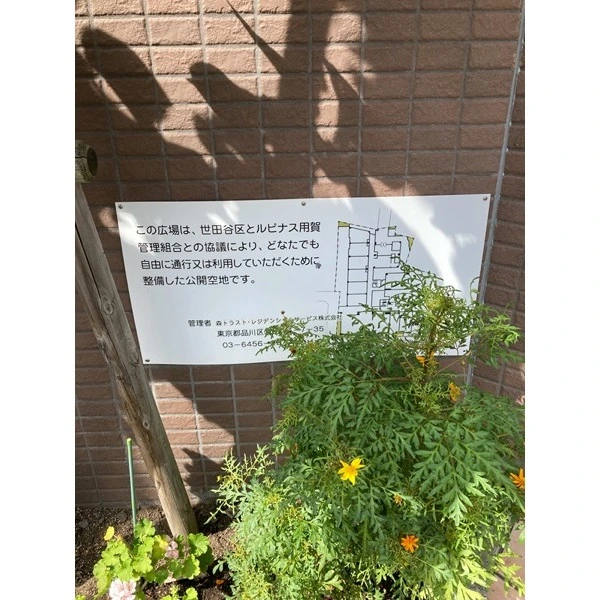 この広場は、世田谷区とルピナス用賀
管理組合との協議により、どなたでも
自由に通行又は利用していただくために
整備した公開空地です。
管理者 森トラスト・レジデンシャルサービス株式会社
東京都品川区 -35
03-6456-